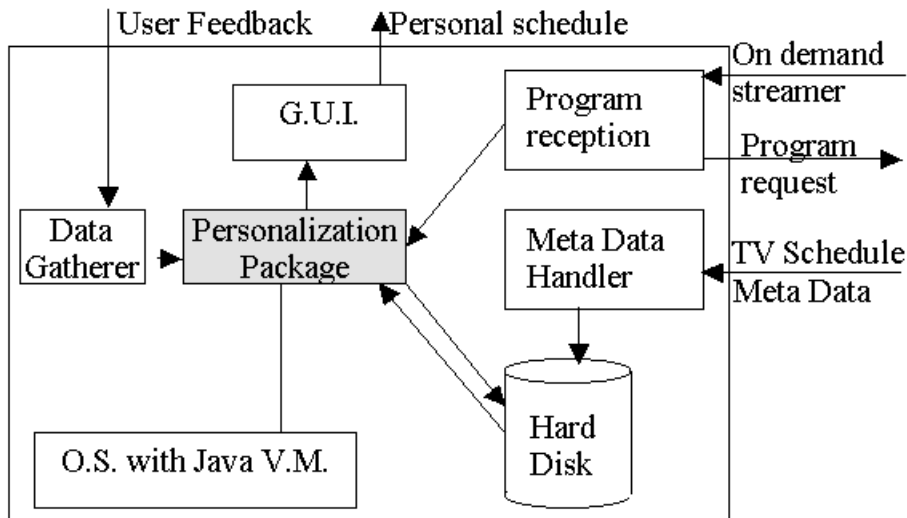 User Feedback
Personal schedule
On demand
streamer
G.U.I.
Program
reception
Program
request
Data
Gatherer
Personalization
Package
Meta Data
Handler
TV Schedule
Meta Data
Hard
Disk
O.S. with Java V.M.